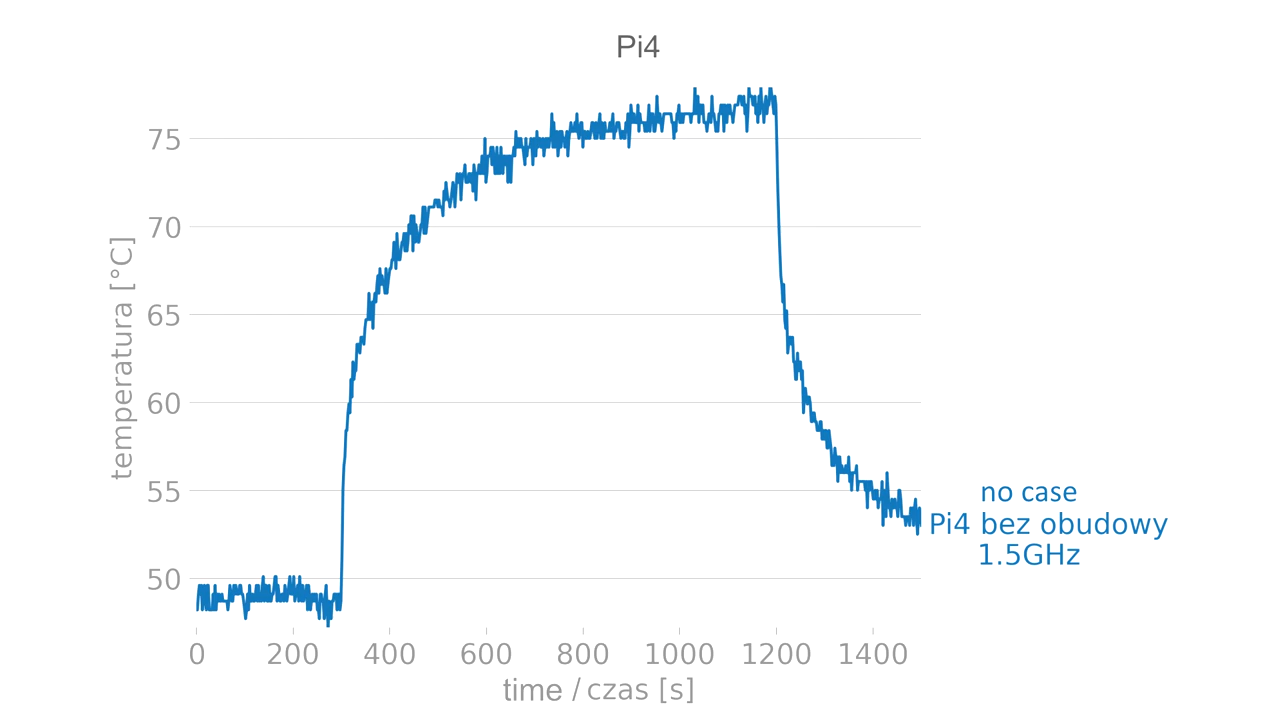 Pi4
75
70
65
60
55
50
temperatura [°C]
0 200 400 600 800 1000 1200 1400
time / czas [s]
no case
Pi4 bez obudowy
1.5GHz